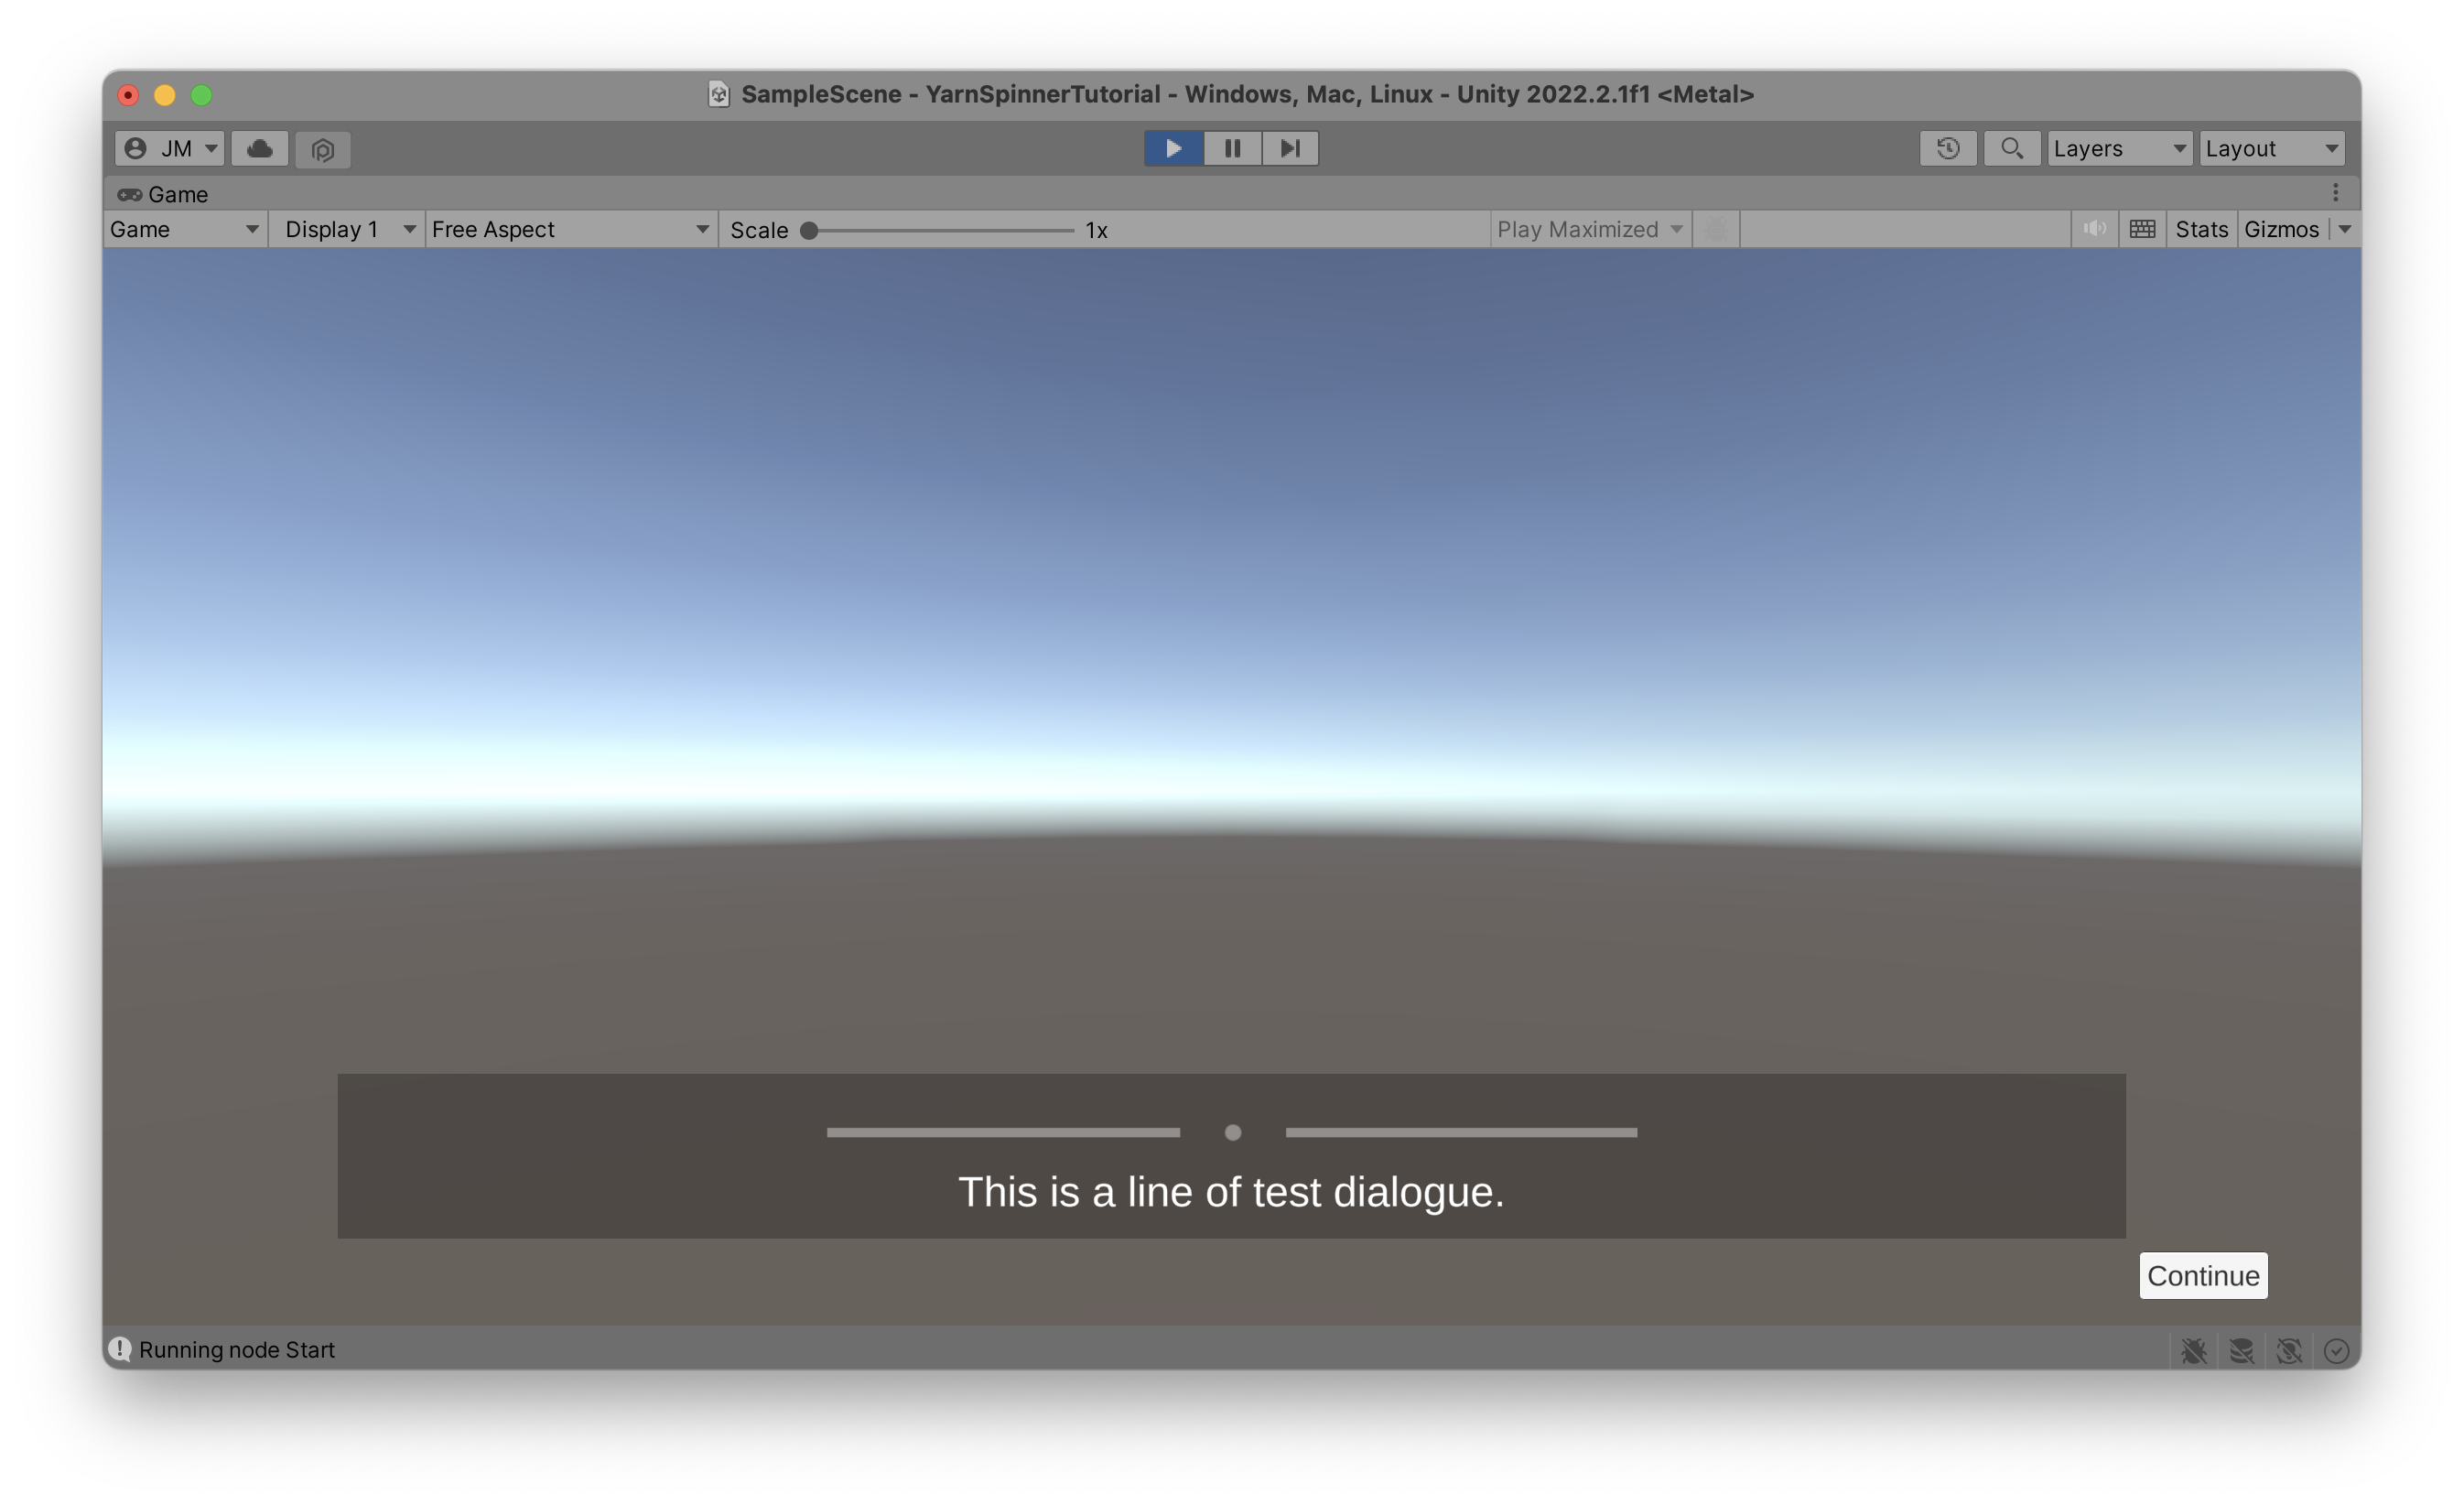 SampleScene - YarnSpinnerTutorial - Windows, Mac, Linux - Unity 2022.2.1f1 <Metal>
JM Layers Layout
Game
Game Display 1 Free Aspect Scale 1x Play Maximized Stats Gizmos
This is a line of test dialogue.
Continue
Running node Start